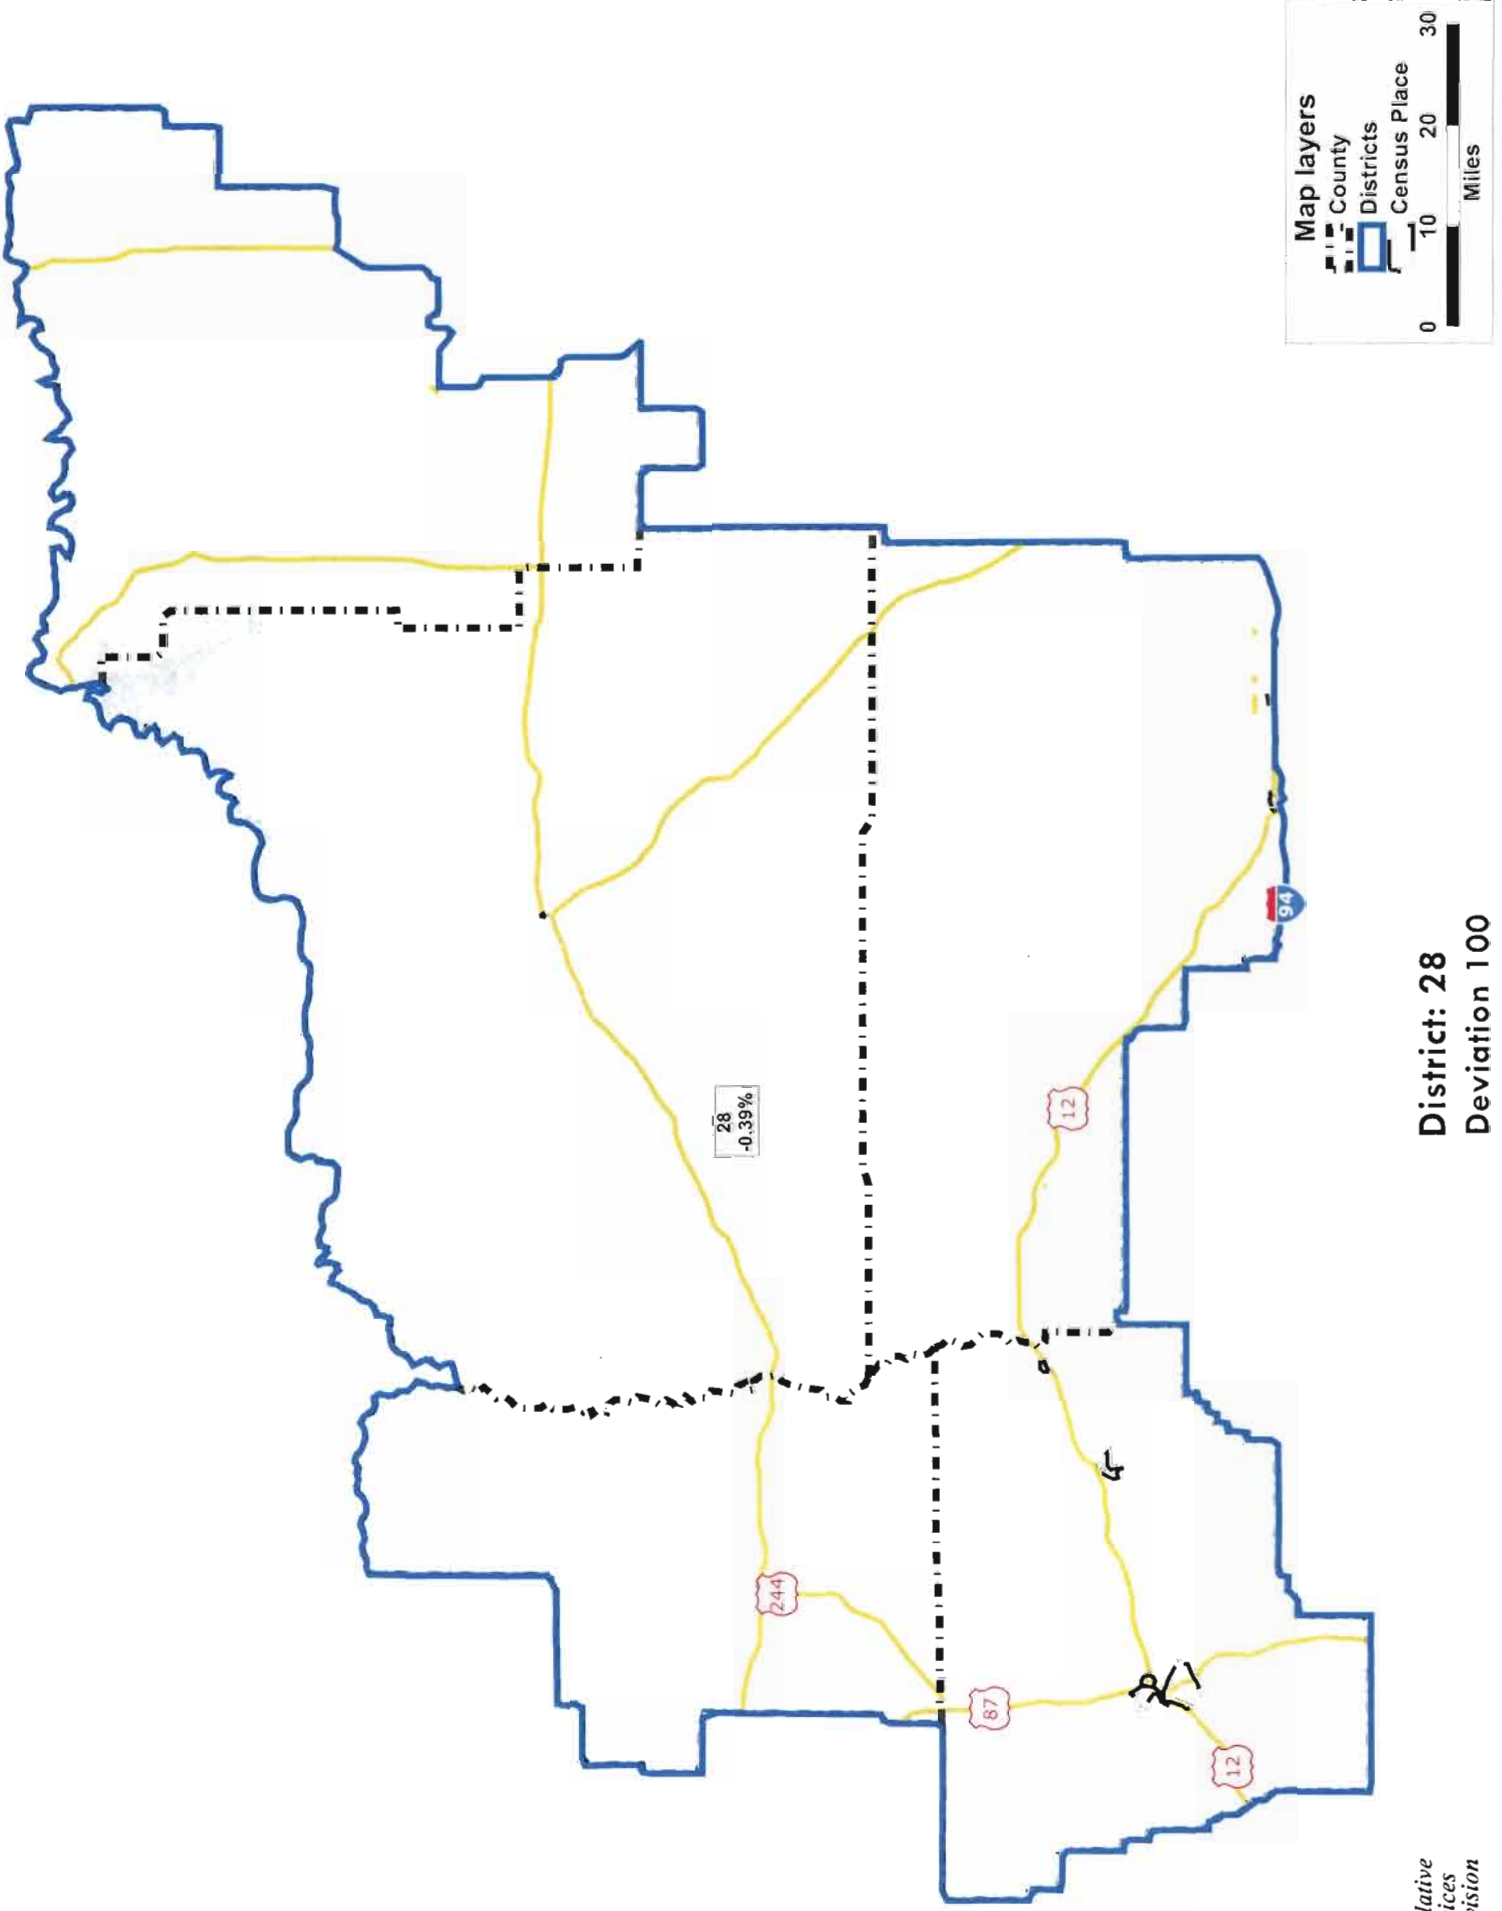 28
-0.39%
12
94
244
87
12
Map layers
County
Districts
Census Place
0 10 20 30
Miles
District: 28
Deviation 100